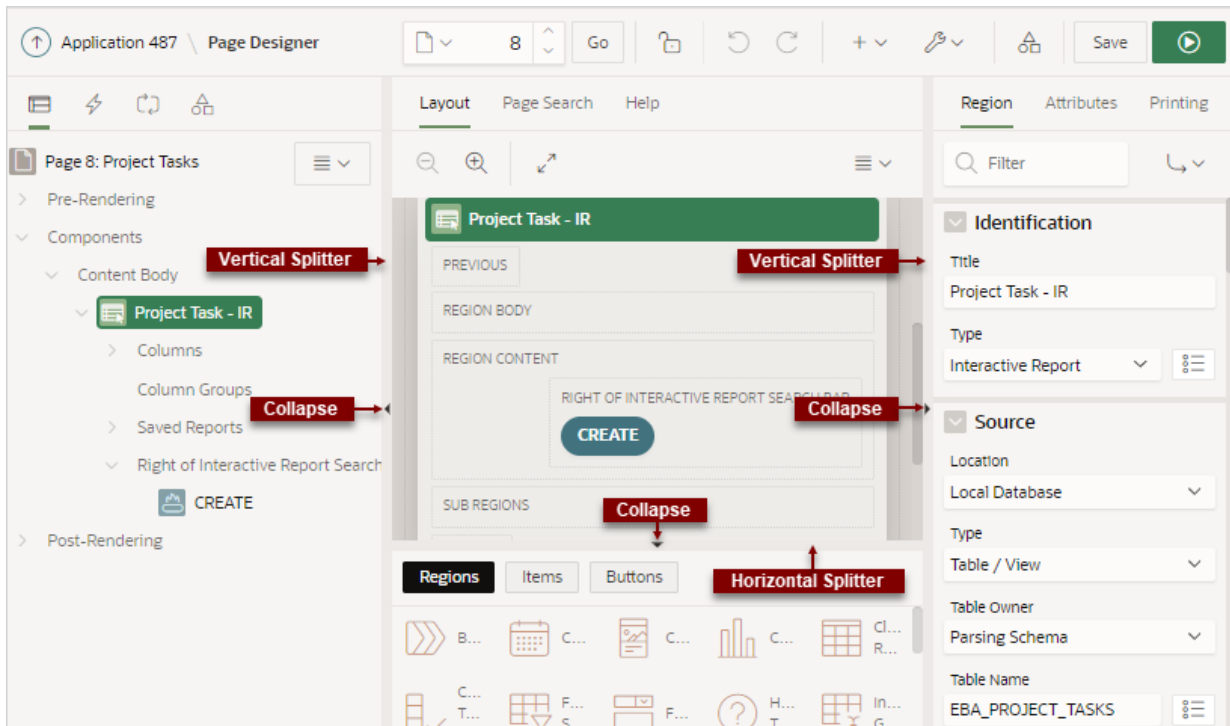 Application 487 \ Page Designer
8
Go
Save
Layout
Page Search
Help
Region
Attributes
Printing
Page 8: Project Tasks
Filter
Pre-Rendering
Components
Content Body
Project Task - IR
Columns
Column Groups
Saved Reports
Right of Interactive Report Search
CREATE
Post-Rendering
Vertical Splitter
Collapse
Project Task - IR
PREVIOUS
REGION BODY
REGION CONTENT
RIGHT OF INTERACTIVE REPORT SEARCH BAR
CREATE
SUB REGIONS
Collapse
Horizontal Splitter
Regions
Items
Buttons
B...
C...
C...
C...
Cl...
R...
C...
T...
F...
S
F...
H...
T
In...
G
Vertical Splitter
Collapse
Identification
Title
Project Task - IR
Type
Interactive Report
Source
Location
Local Database
Type
Table / View
Table Owner
Parsing Schema
Table Name
EBA_PROJECT_TASKS